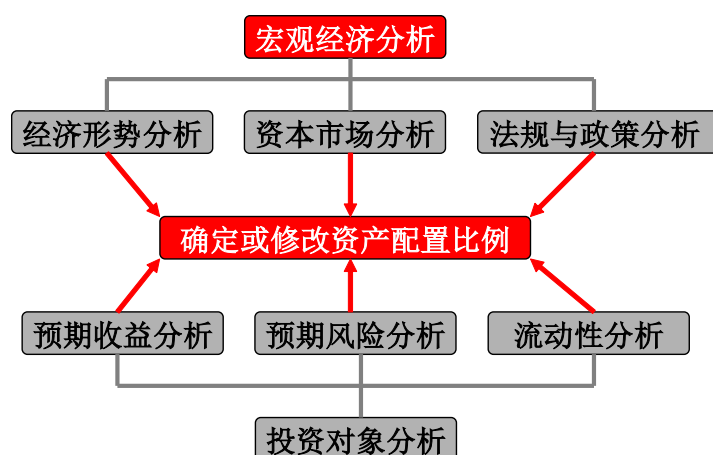 宏观经济分析
经济形势分析
资本市场分析
法规与政策分析
确定或修改资产配置比例
预期收益分析
预期风险分析
流动性分析
投资对象分析